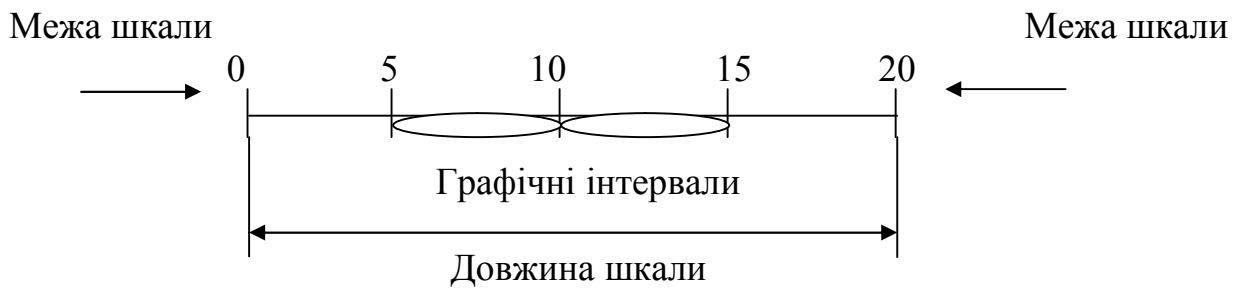 Межа шкали Межа шкали
0 5 10 15 20
Графічні інтервали
Довжина шкали